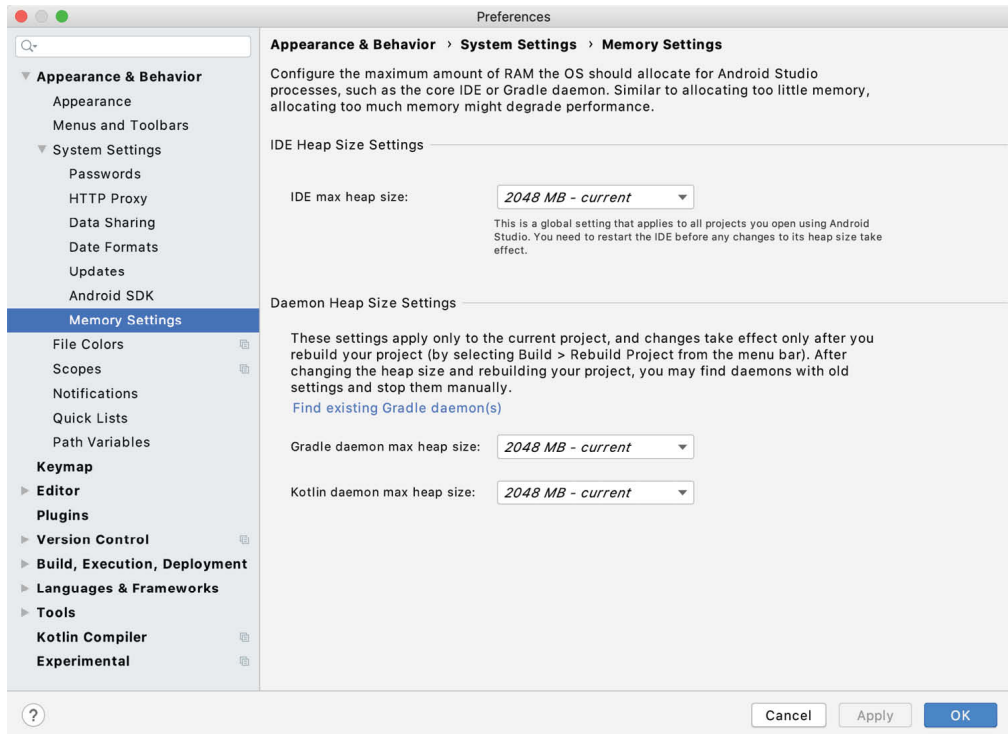 Preferences
Appearance & Behavior
Appearance
Menus and Toolbars
System Settings
Passwords
HTTP Proxy
Data Sharing
Date Formats
Updates
Android SDK
Memory Settings
File Colors
Scopes
Notifications
Quick Lists
Path Variables
Keymap
Editor
Plugins
Version Control
Build, Execution, Deployment
Languages & Frameworks
Tools
Kotlin Compiler
Experimental
Appearance & Behavior › System Settings › Memory Settings
Configure the maximum amount of RAM the OS should allocate for Android Studio
processes, such as the core IDE or Gradle daemon. Similar to allocating too little memory,
allocating too much memory might degrade performance.
IDE Heap Size Settings
IDE max heap size: 2048 MB - current
This is a global setting that applies to all projects you open using Android
Studio. You need to restart the IDE before any changes to its heap size take
effect.
Daemon Heap Size Settings
These settings apply only to the current project, and changes take effect only after you
rebuild your project (by selecting Build > Rebuild Project from the menu bar). After
changing the heap size and rebuilding your project, you may find daemons with old
settings and stop them manually.
Find existing Gradle daemon(s)
Gradle daemon max heap size: 2048 MB - current
Kotlin daemon max heap size: 2048 MB - current
? Cancel Apply OK